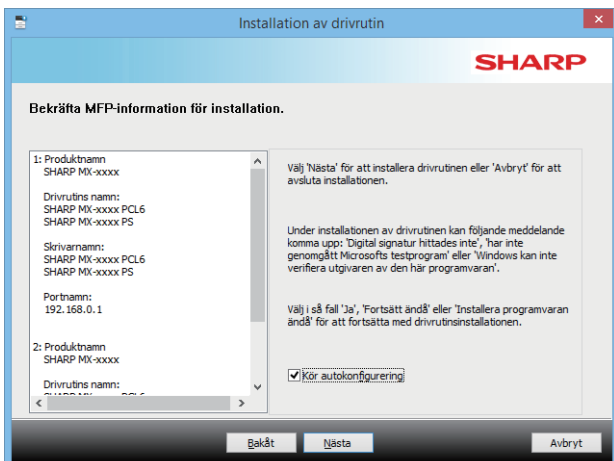 Installation av drivrutin
SHARP
Bekräfta MFP-information för installation.
1: Produktnamn
SHARP MX-xxxx
Drivrutins namn:
SHARP MX-xxxx PCL6
SHARP MX-xxxx PS
Skrivarnamn:
SHARP MX-xxxx PCL6
SHARP MX-xxxx PS
Portnamn:
192.168.0.1
2: Produktnamn
SHARP MX-xxxx
Drivrutins namn:
Välj 'Nästa' för att installera drivrutinen eller 'Avbryt' för att
avsluta installationen.
Under installationen av drivrutinen kan följande meddelande
komma upp: 'Digital signatur hittades inte', 'har inte
genomgått Microsofts testprogram' eller 'Windows kan inte
verifiera utgivaren av den här programvaran'.
Välj i så fall 'Ja', 'Fortsätt ändå' eller 'Installera programvaran
ändå' för att fortsätta med drivrutinsinstallationen.
Kör autokonfigurering
Bakåt
Nästa
Avbryt